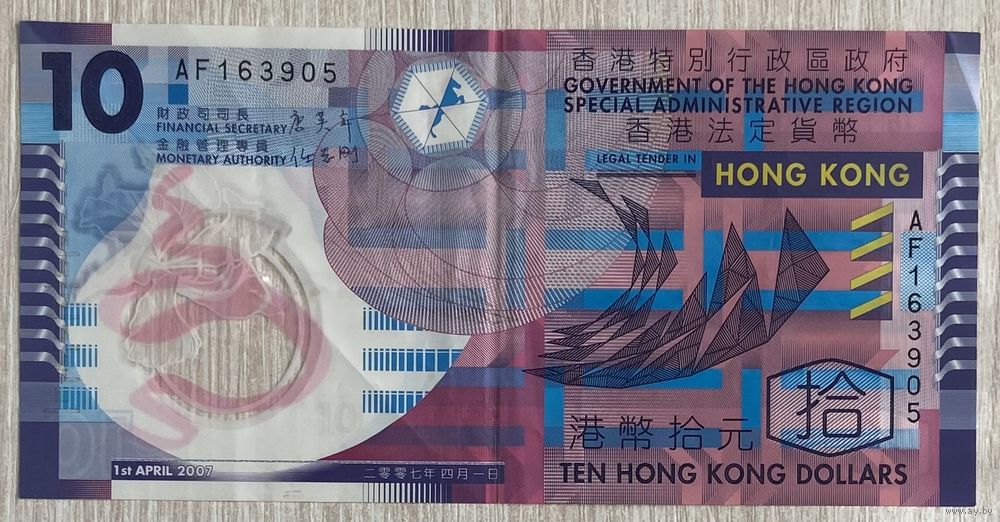 10
AF163905
財政司司長
FINANCIAL SECRETARY
金融管理專員
MONETARY AUTHORITY
香港特別行政區政府
GOVERNMENT OF THE HONG KONG
SPECIAL ADMINISTRATIVE REGION
香港法定貨幣
LEGAL TENDER IN
HONG KONG
AF163905
拾
港幣拾元
TEN HONG KONG DOLLARS
1st APRIL 2007
二零零七年四月一日
www.ay.by